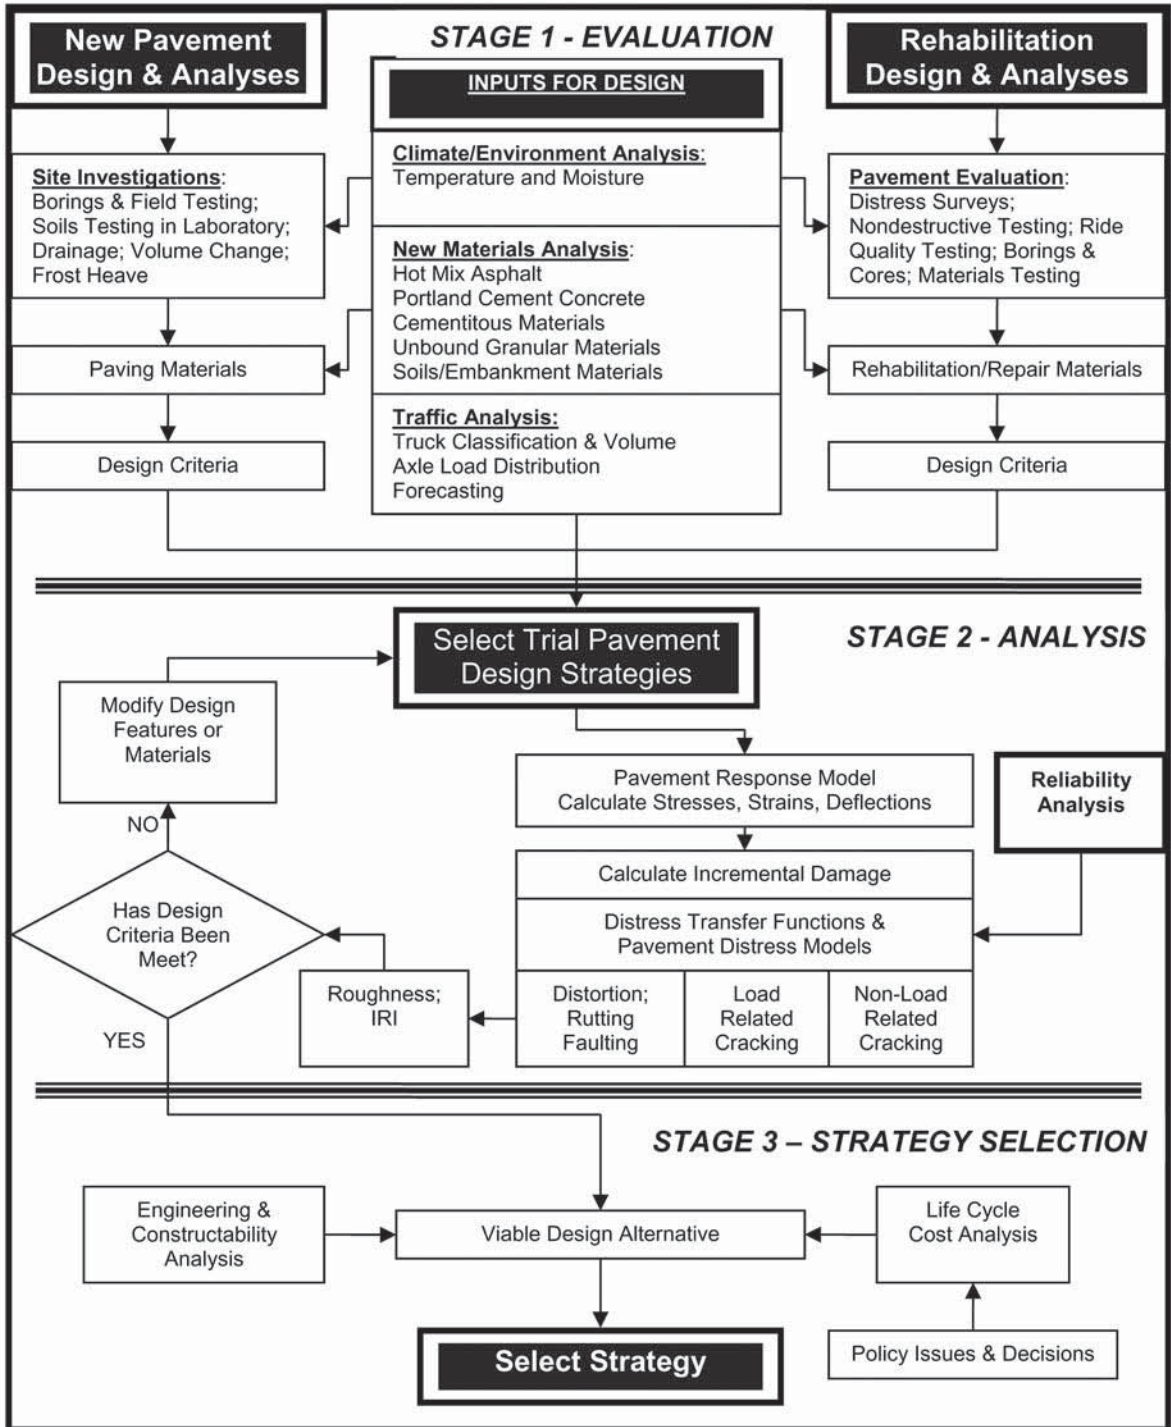 New Pavement
Design & Analyses
STAGE 1 - EVALUATION
Rehabilitation
Design & Analyses
INPUTS FOR DESIGN
Climate/Environment Analysis:
Temperature and Moisture
New Materials Analysis:
Hot Mix Asphalt
Portland Cement Concrete
Cementitous Materials
Unbound Granular Materials
Soils/Embankment Materials
Traffic Analysis:
Truck Classification & Volume
Axle Load Distribution
Forecasting
Site Investigations:
Borings & Field Testing;
Soils Testing in Laboratory;
Drainage; Volume Change;
Frost Heave
Paving Materials
Design Criteria
Pavement Evaluation:
Distress Surveys;
Nondestructive Testing; Ride
Quality Testing; Borings &
Cores; Materials Testing
Rehabilitation/Repair Materials
Design Criteria
STAGE 2 - ANALYSIS
Select Trial Pavement
Design Strategies
Modify Design
Features or
Materials
Pavement Response Model
Calculate Stresses, Strains, Deflections
Reliability
Analysis
NO
Calculate Incremental Damage
Has Design
Criteria Been
Meet?
Distress Transfer Functions &
Pavement Distress Models
Roughness;
IRI
Distortion;
Rutting
Faulting
Load
Related
Cracking
Non-Load
Related
Cracking
YES
STAGE 3 – STRATEGY SELECTION
Engineering &
Constructability
Analysis
Viable Design Alternative
Life Cycle
Cost Analysis
Select Strategy
Policy Issues & Decisions